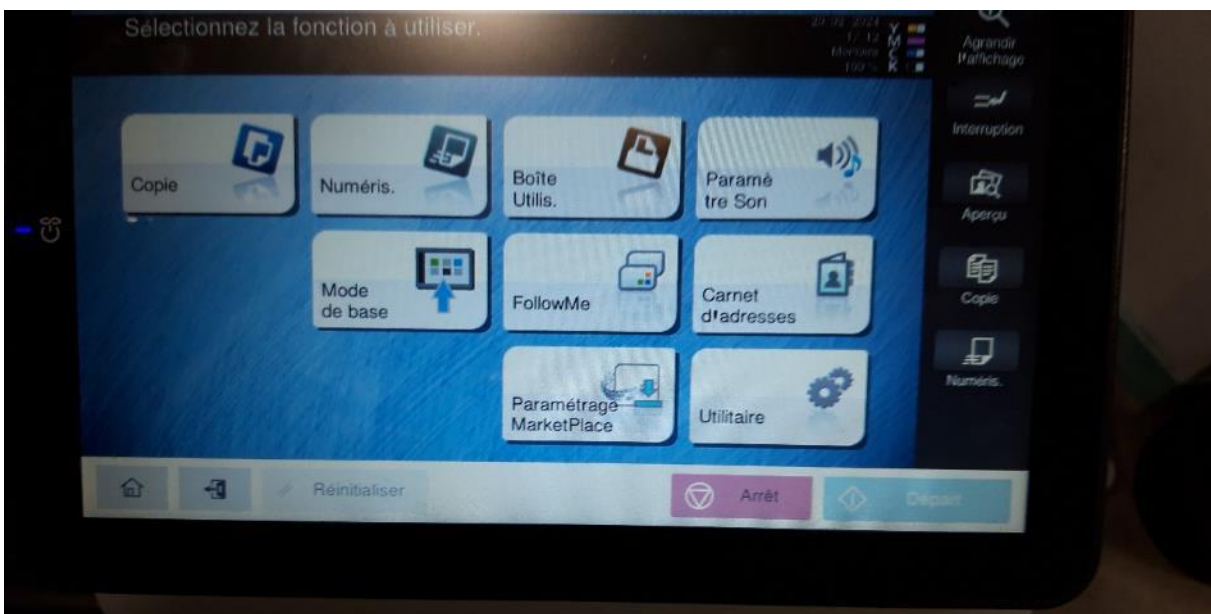 Sélectionnez la fonction à utiliser.
Y
M
C
K
Agrandir
l'affichage
Interruption
Aperçu
Copie
Numéris.
Copie
Numéris.
Boîte
Utilis.
Paramè
tre Son
Mode
de base
FollowMe
Carnet
d'adresses
Paramétrage
MarketPlace
Utilitaire
Réinitialiser
Arrêt
Départ